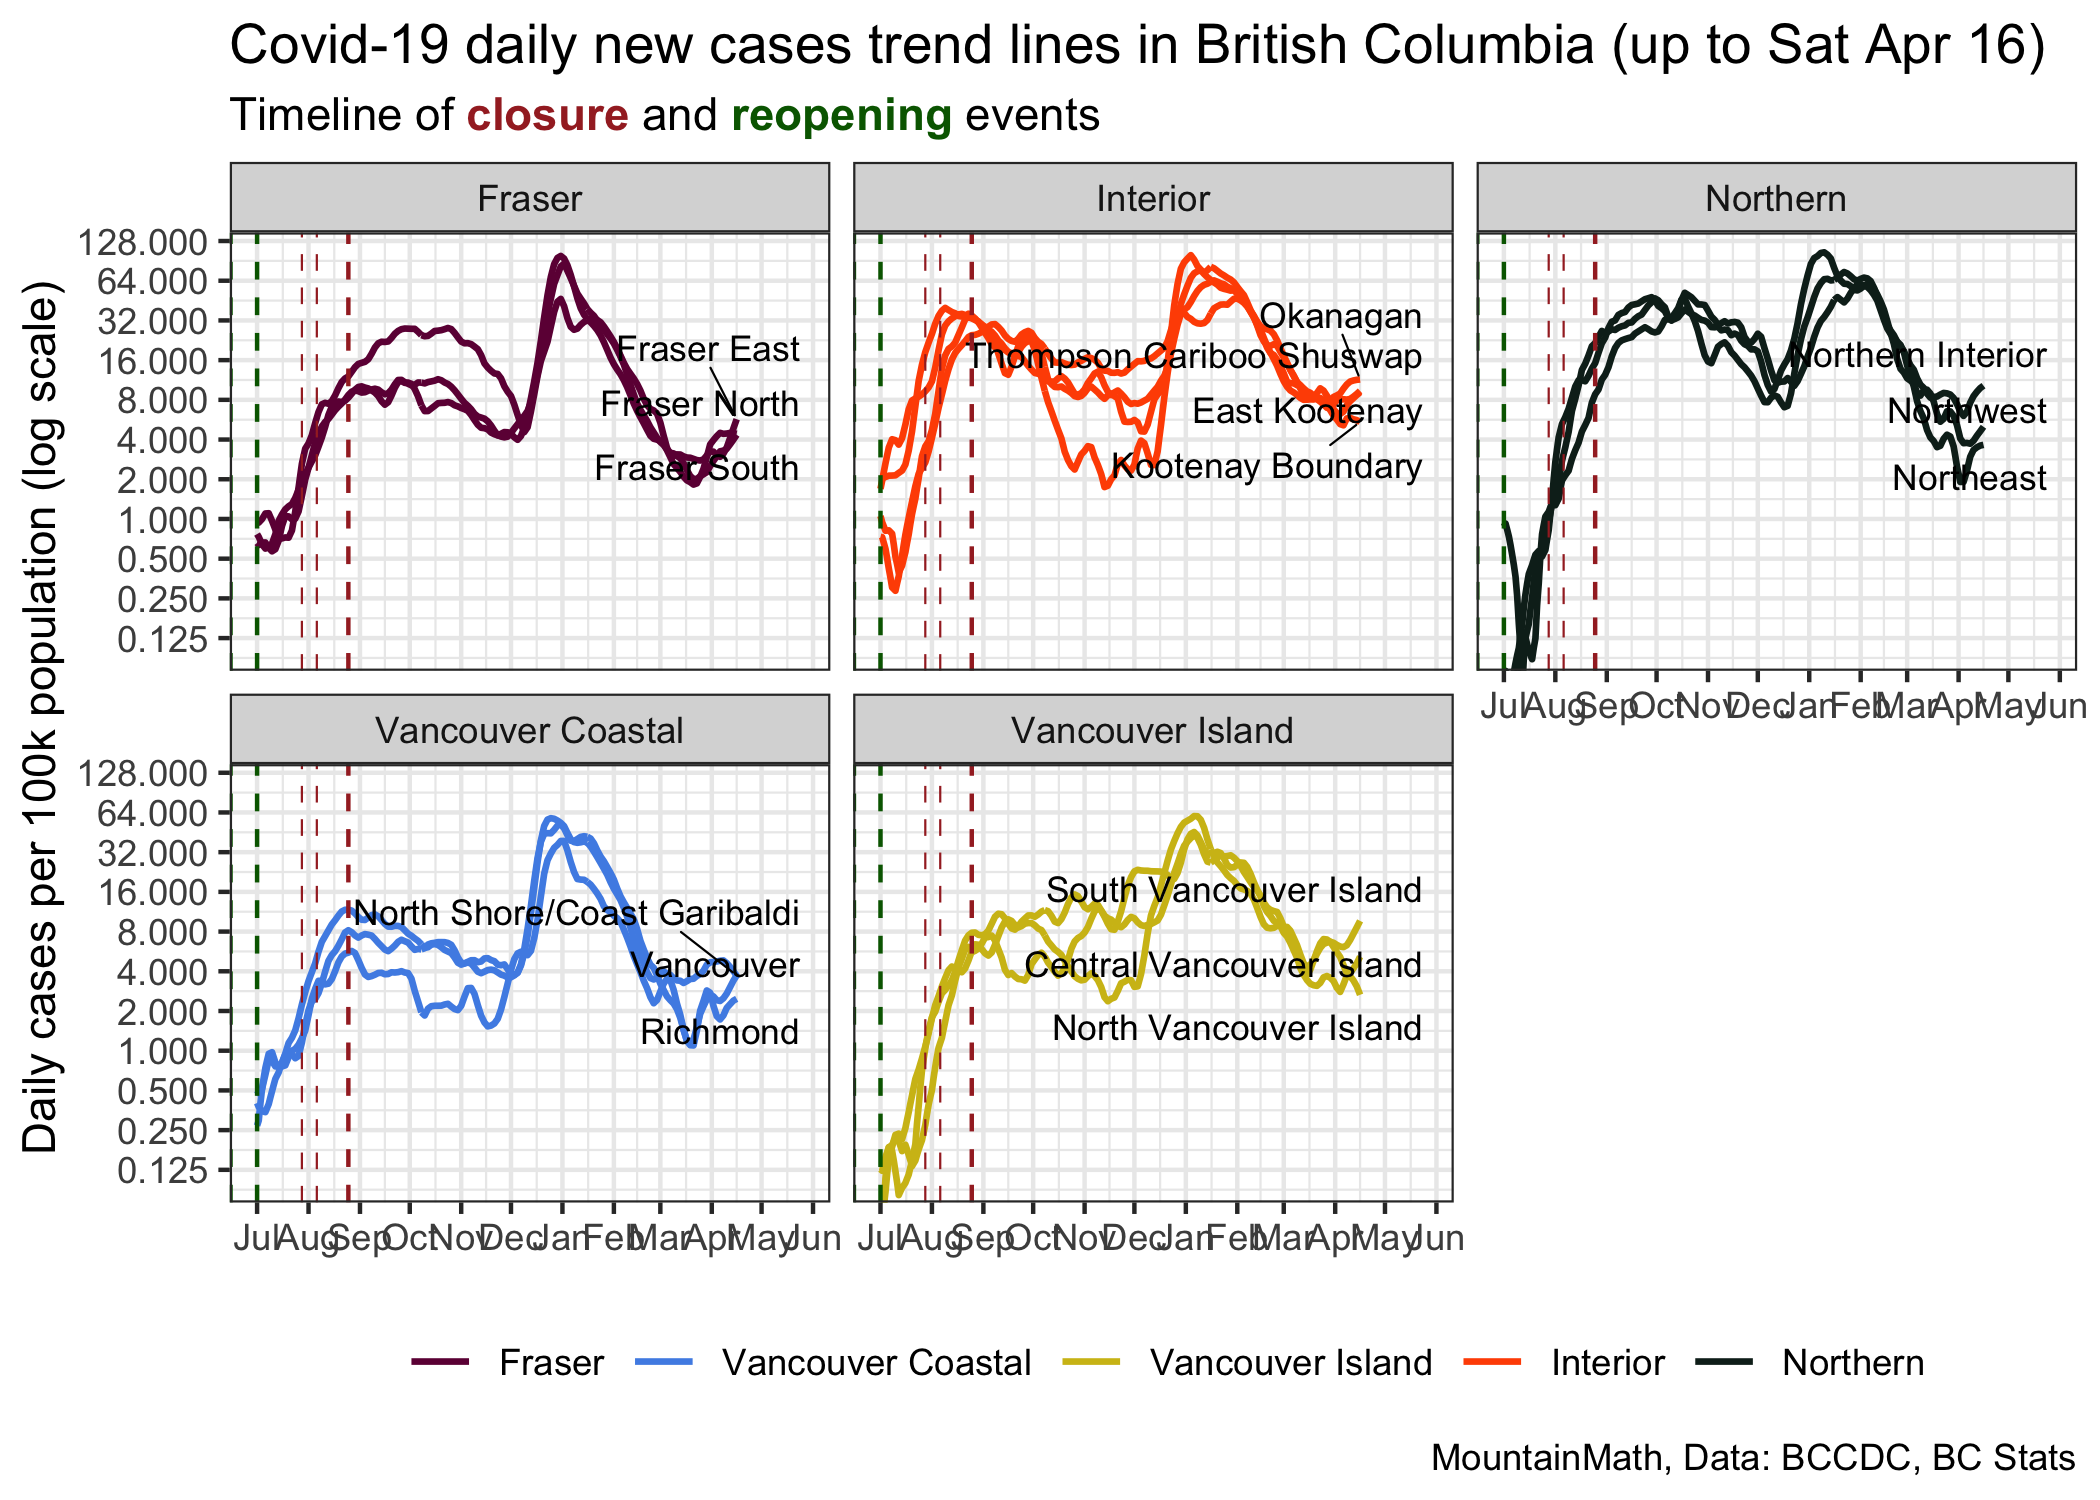 Covid-19 daily new cases trend lines in British Columbia (up to Sat Apr 16)
Timeline of closure and reopening events
Daily cases per 100k population (log scale)
Fraser
128.000
64.000
32.000
16.000
8.000
4.000
2.000
1.000
0.500
0.250
0.125
Fraser East
Fraser North
Fraser South
Interior
Okanagan
Thompson Cariboo Shuswap
East Kootenay
Kootenay Boundary
Northern
Northern Interior
Northwest
Northeast
Jul Aug Sep Oct Nov Dec Jan Feb Mar Apr May Jun
Vancouver Coastal
128.000
64.000
32.000
16.000
8.000
4.000
2.000
1.000
0.500
0.250
0.125
North Shore/Coast Garibaldi
Vancouver
Richmond
Jul Aug Sep Oct Nov Dec Jan Feb Mar Apr May Jun
Vancouver Island
South Vancouver Island
Central Vancouver Island
North Vancouver Island
Jul Aug Sep Oct Nov Dec Jan Feb Mar Apr May Jun
Fraser Vancouver Coastal Vancouver Island Interior Northern
MountainMath, Data: BCCDC, BC Stats